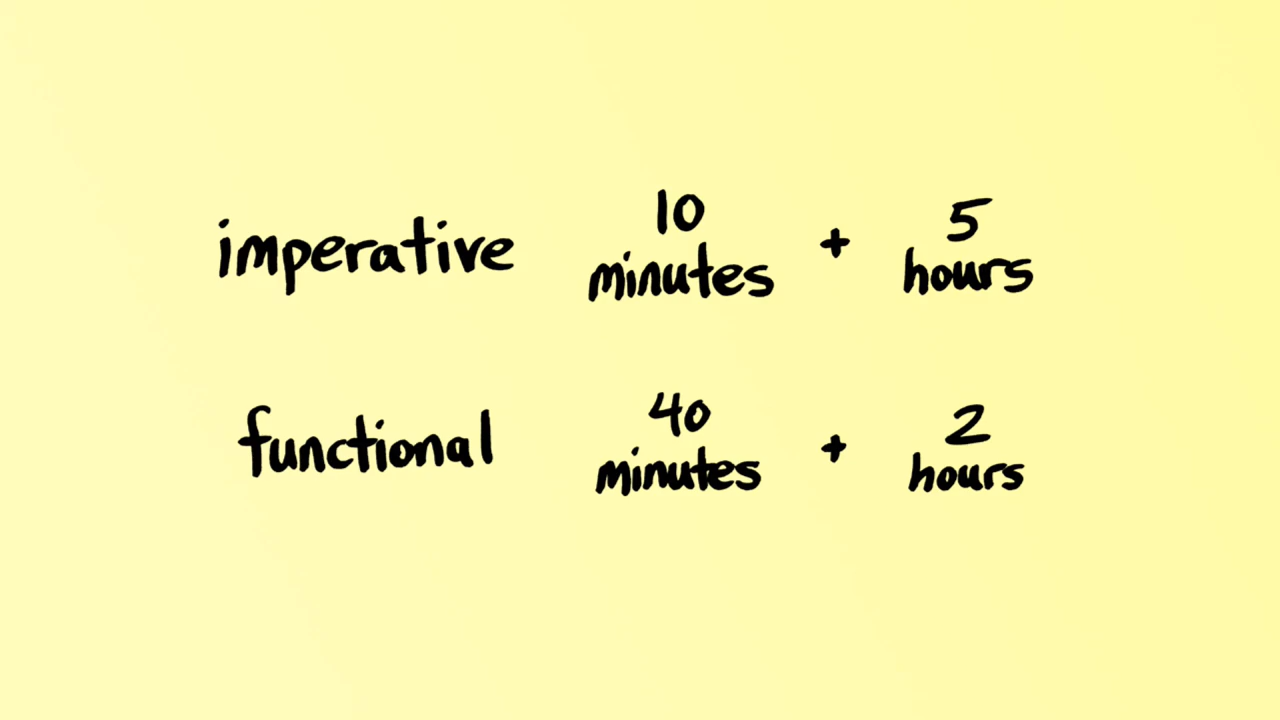 imperative 10 minutes + 5 hours
functional 40 minutes + 2 hours